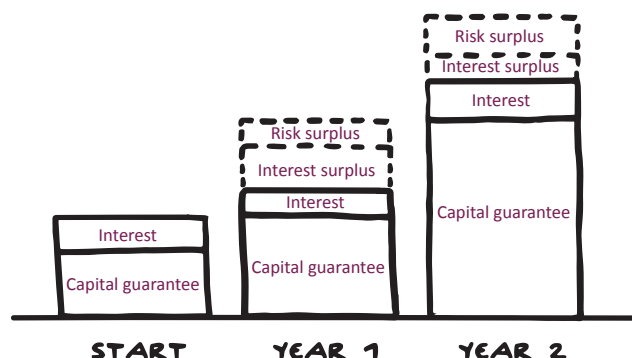 Risk surplus
Interest surplus
Interest
Capital guarantee
Risk surplus
Interest surplus
Interest
Capital guarantee
Interest
Capital guarantee
START YEAR 1 YEAR 2